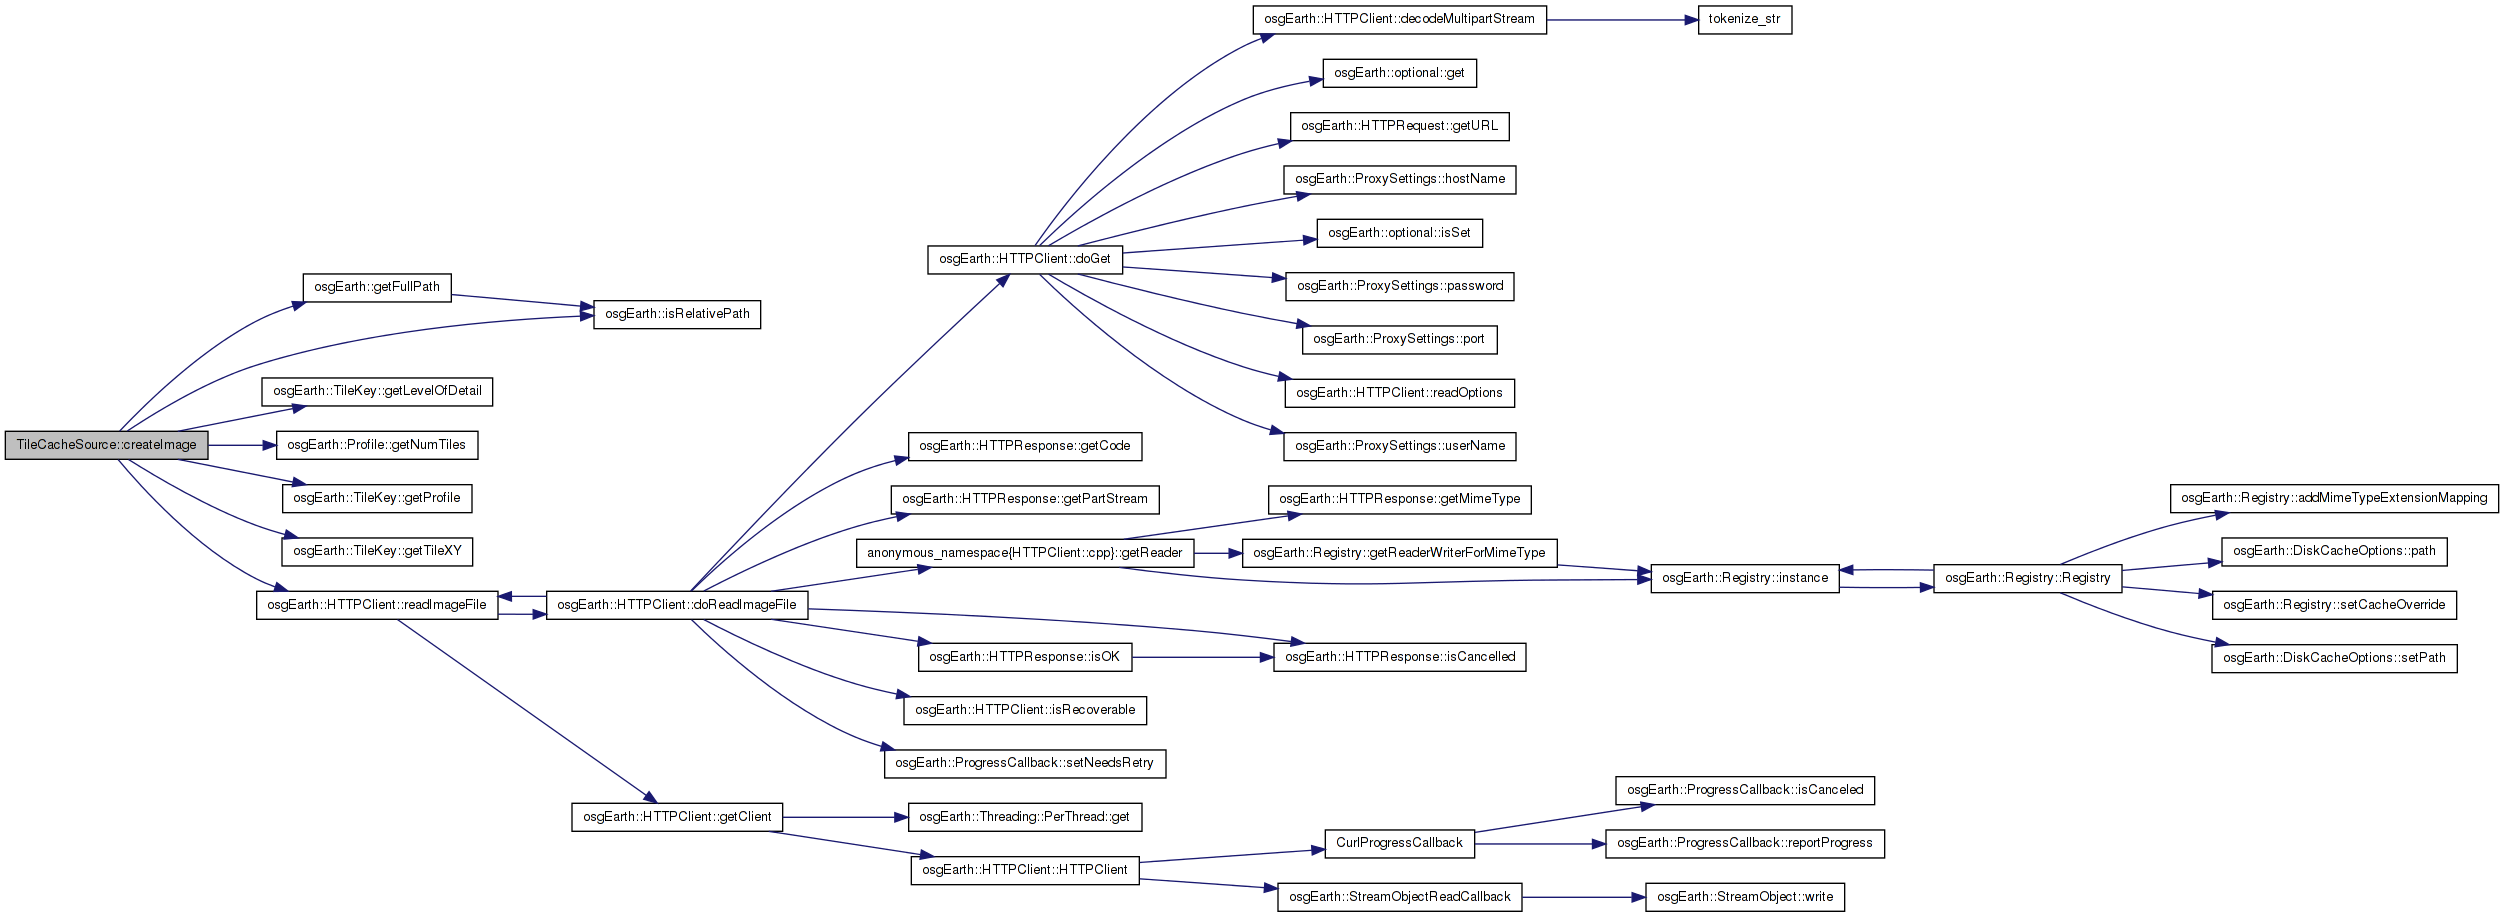 TileCacheSource::createImage
osgEarth::getFullPath
osgEarth::isRelativePath
osgEarth::TileKey::getLevelOfDetail
osgEarth::Profile::getNumTiles
osgEarth::TileKey::getProfile
osgEarth::TileKey::getTileXY
osgEarth::HTTPClient::readImageFile
osgEarth::HTTPClient::doReadImageFile
osgEarth::HTTPClient::getClient
osgEarth::HTTPClient::doGet
osgEarth::HTTPResponse::getCode
osgEarth::HTTPResponse::getPartStream
anonymous_namespace{HTTPClient::cpp}::getReader
osgEarth::HTTPResponse::isOK
osgEarth::HTTPClient::isRecoverable
osgEarth::ProgressCallback::setNeedsRetry
osgEarth::Threading::PerThread::get
osgEarth::HTTPClient::HTTPClient
osgEarth::HTTPClient::decodeMultipartStream
osgEarth::optional::get
osgEarth::HTTPRequest::getURL
osgEarth::ProxySettings::hostName
osgEarth::optional::isSet
osgEarth::ProxySettings::password
osgEarth::ProxySettings::port
osgEarth::HTTPClient::readOptions
osgEarth::ProxySettings::userName
osgEarth::HTTPResponse::getMimeType
osgEarth::Registry::getReaderWriterForMimeType
osgEarth::HTTPResponse::isCancelled
CurlProgressCallback
osgEarth::StreamObjectReadCallback
tokenize_str
osgEarth::Registry::instance
osgEarth::ProgressCallback::isCanceled
osgEarth::ProgressCallback::reportProgress
osgEarth::StreamObject::write
osgEarth::Registry::Registry
osgEarth::Registry::addMimeTypeExtensionMapping
osgEarth::DiskCacheOptions::path
osgEarth::Registry::setCacheOverride
osgEarth::DiskCacheOptions::setPath